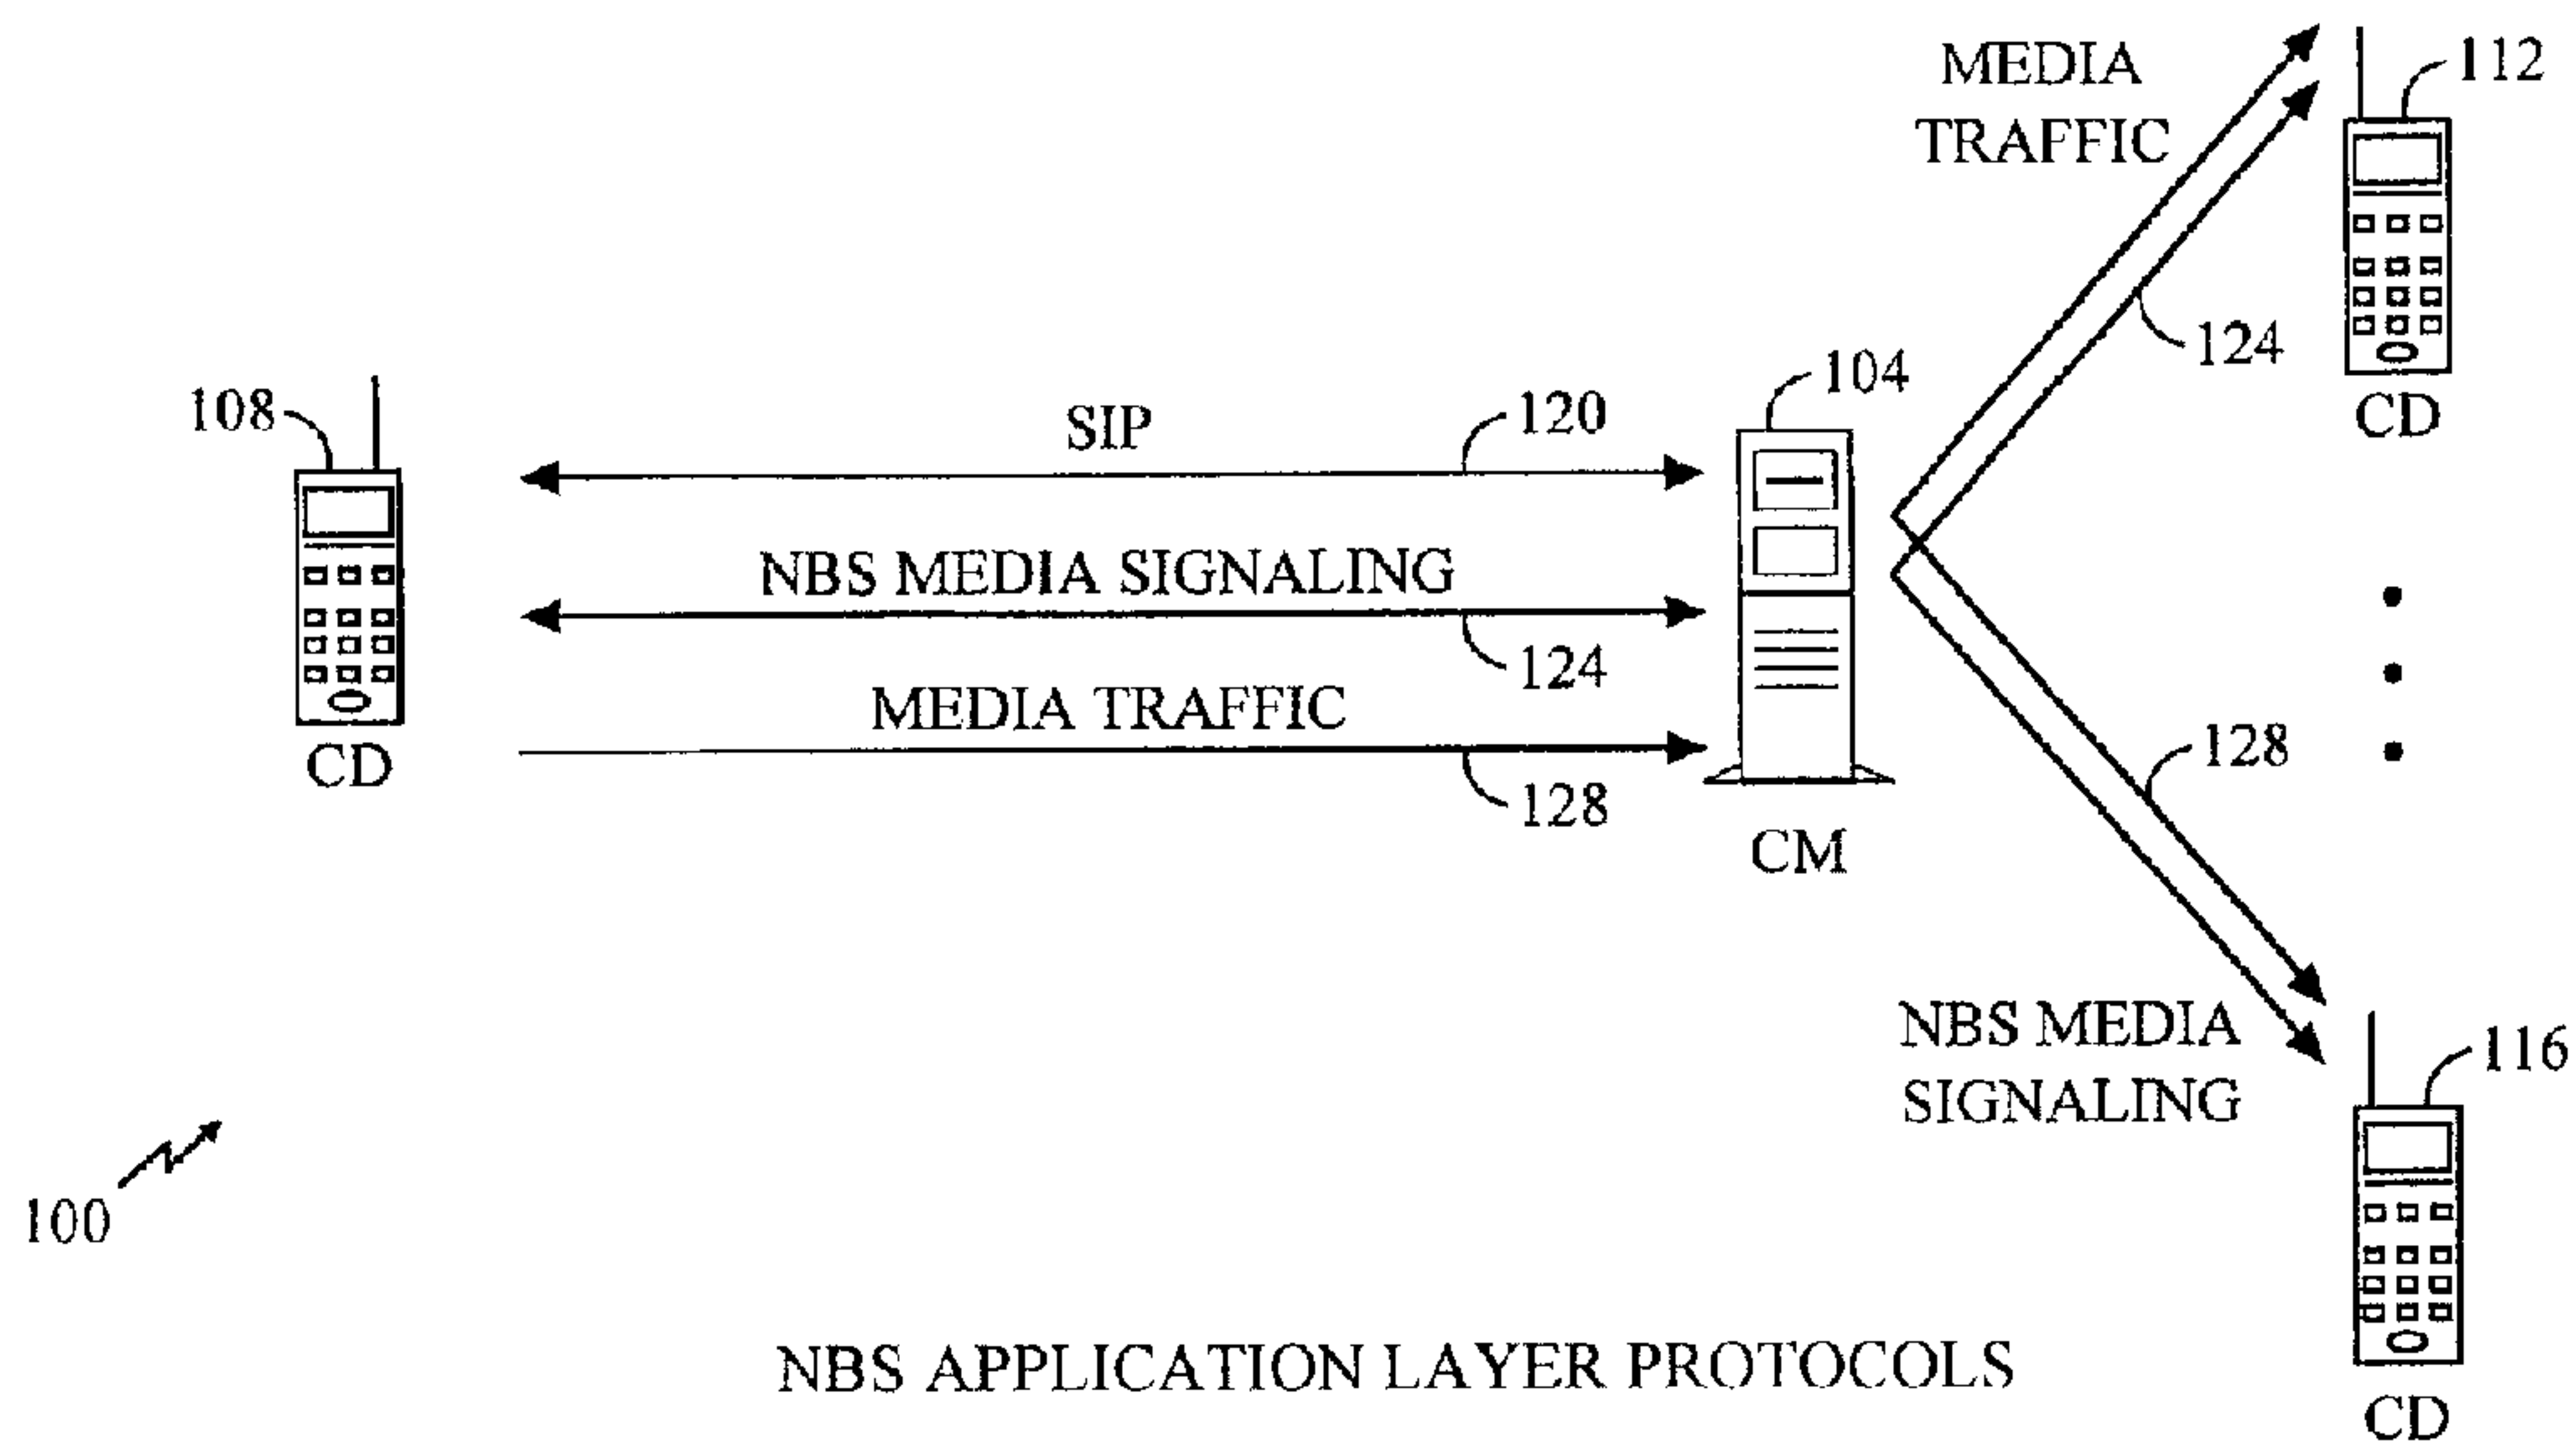 MEDIA
TRAFFIC
112
124
CD
108
SIP
120
104
NBS MEDIA SIGNALING
124
MEDIA TRAFFIC
128
CD
CM
128
NBS MEDIA
SIGNALING
116
100
NBS APPLICATION LAYER PROTOCOLS
CD